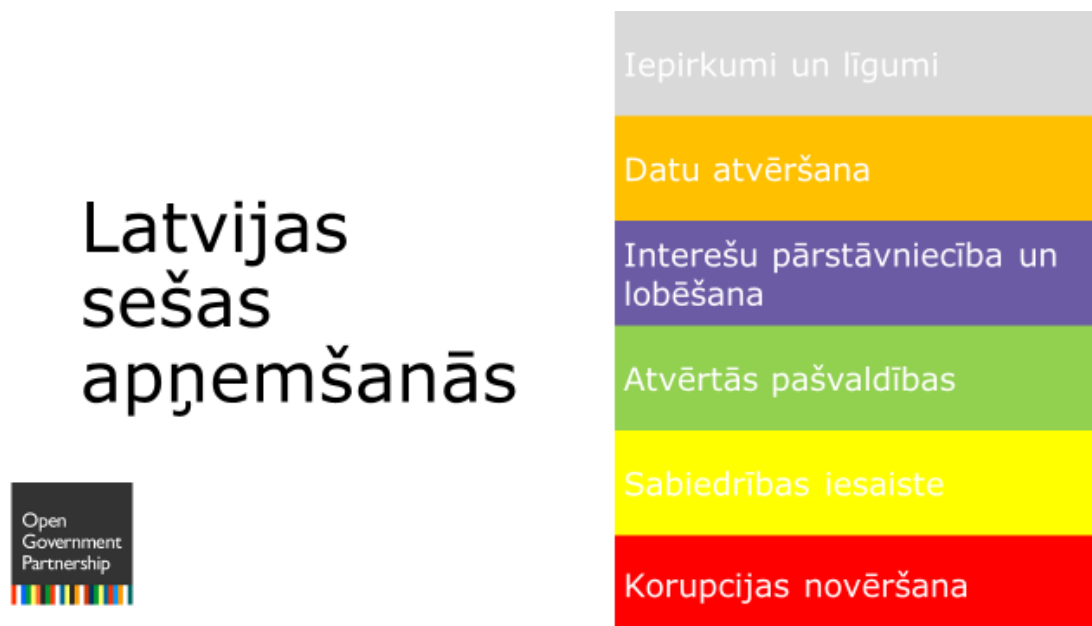 Latvijas
sešas
apņemšanās
Open
Government
Partnership
Iepirkumi un līgumi
Datu atvēršana
Interešu pārstāvniecība un
lobēšana
Atvērtās pašvaldības
Sabiedrības iesaiste
Korupcijas novēršana